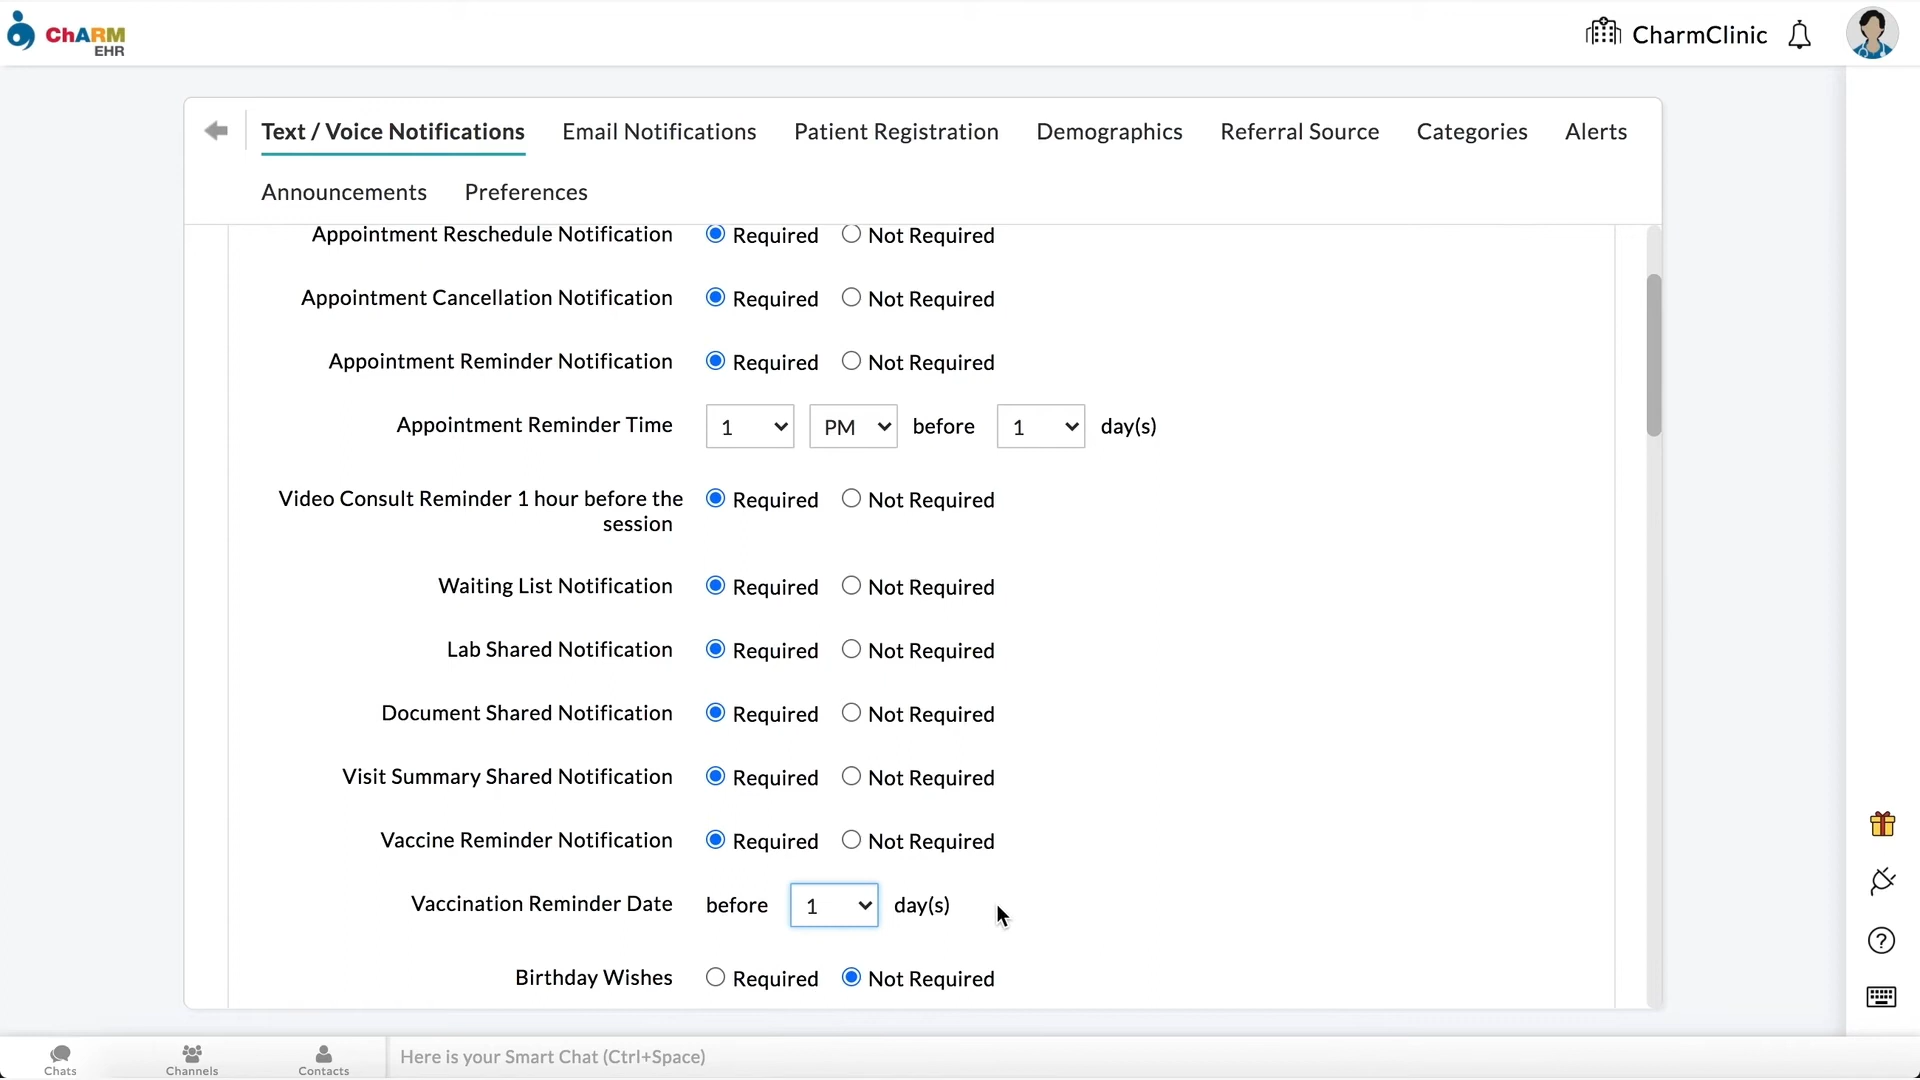 ChARM
EHR
CharmClinic
Text / Voice Notifications Email Notifications Patient Registration Demographics Referral Source Categories Alerts
Announcements Preferences
Appointment Reschedule Notification Required Not Required
Appointment Cancellation Notification Required Not Required
Appointment Reminder Notification Required Not Required
Appointment Reminder Time 1 PM before 1 day(s)
Video Consult Reminder 1 hour before the
session Required Not Required
Waiting List Notification Required Not Required
Lab Shared Notification Required Not Required
Document Shared Notification Required Not Required
Visit Summary Shared Notification Required Not Required
Vaccine Reminder Notification Required Not Required
Vaccination Reminder Date before 1 day(s)
Birthday Wishes Required Not Required
Chats Channels Contacts Here is your Smart Chat (Ctrl+Space)